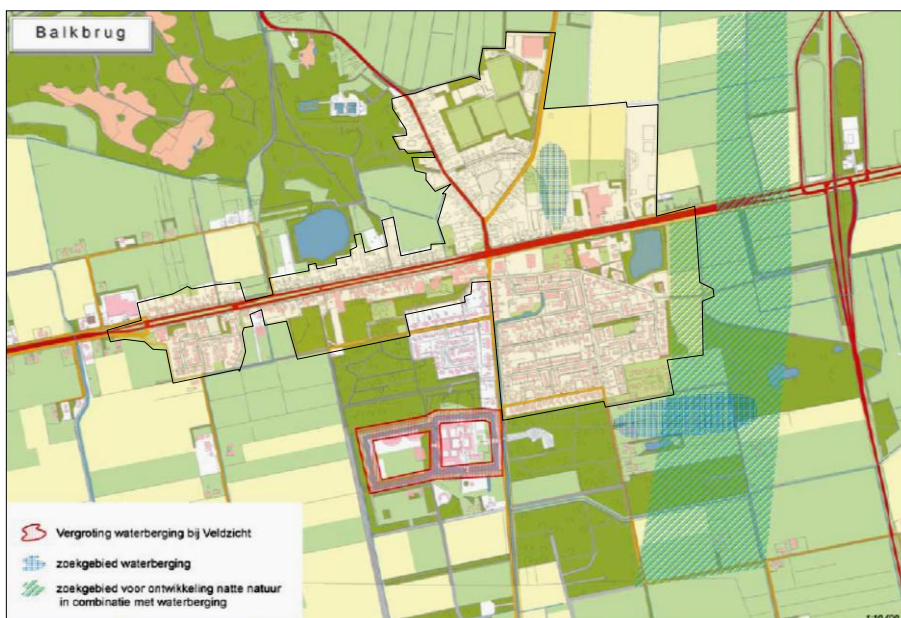 Balkbrug
Vergroting waterberging bij Veldzicht
zoekgebied waterberging
zoekgebied voor ontwikkeling natte natuur
in combinatie met waterberging